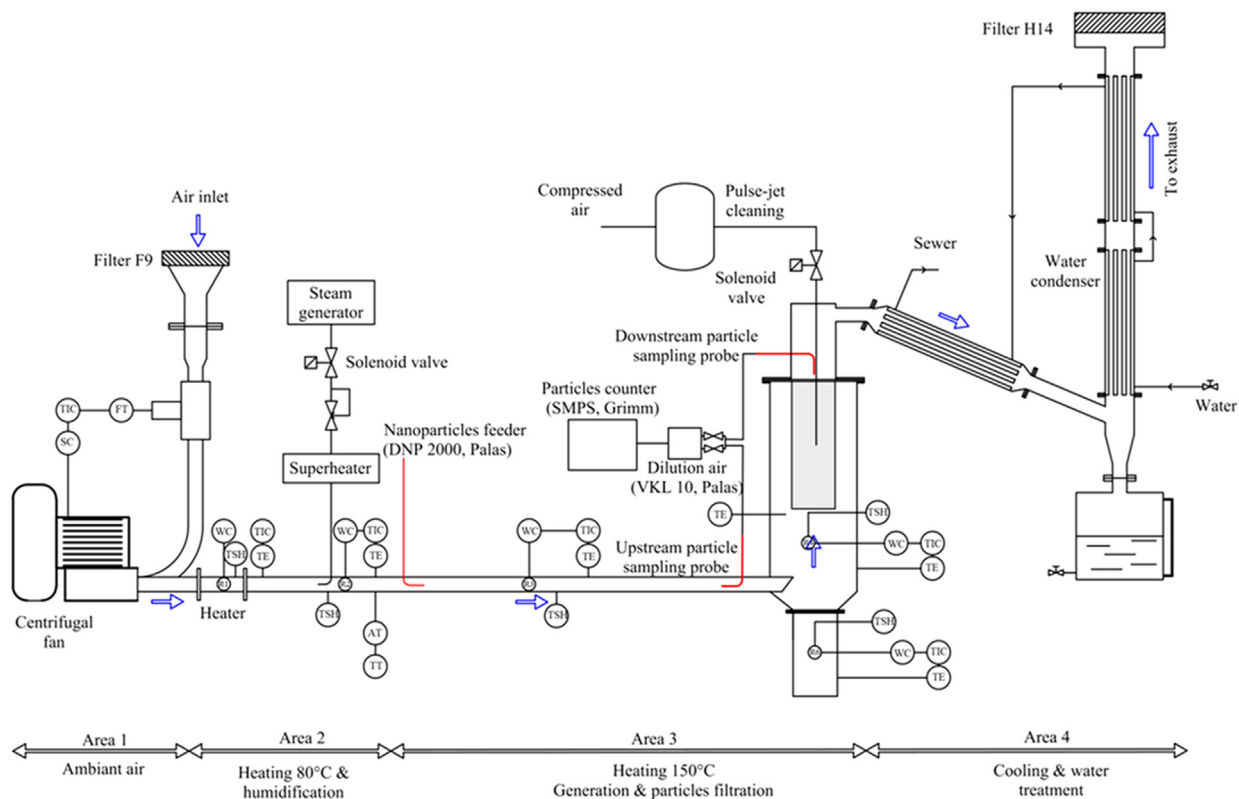 Filter H14
To exhaust
Air inlet
Filter F9
Compressed
air
Pulse-jet
cleaning
Sewer
Solenoid
valve
Water
condenser
Water
Steam
generator
Solenoid valve
Superheater
Downstream particle
sampling probe
Particles counter
(SMPS, Grimm)
Nanoparticles feeder
(DNP 2000, Palas)
Dilution air
(VKL 10, Palas)
Upstream particle
sampling probe
TIC
FT
SC
WC
TSH
TIC
TE
R1
WC
TIC
TE
R2
TSH
AT
TT
WC
TIC
TE
R3
TSH
TE
TSH
WC
TIC
TE
TSH
R6
WC
TIC
TE
Heater
Centrifugal
fan
Area 1
Ambiant air
Area 2
Heating 80°C &
humidification
Area 3
Heating 150°C
Generation & particles filtration
Area 4
Cooling & water
treatment